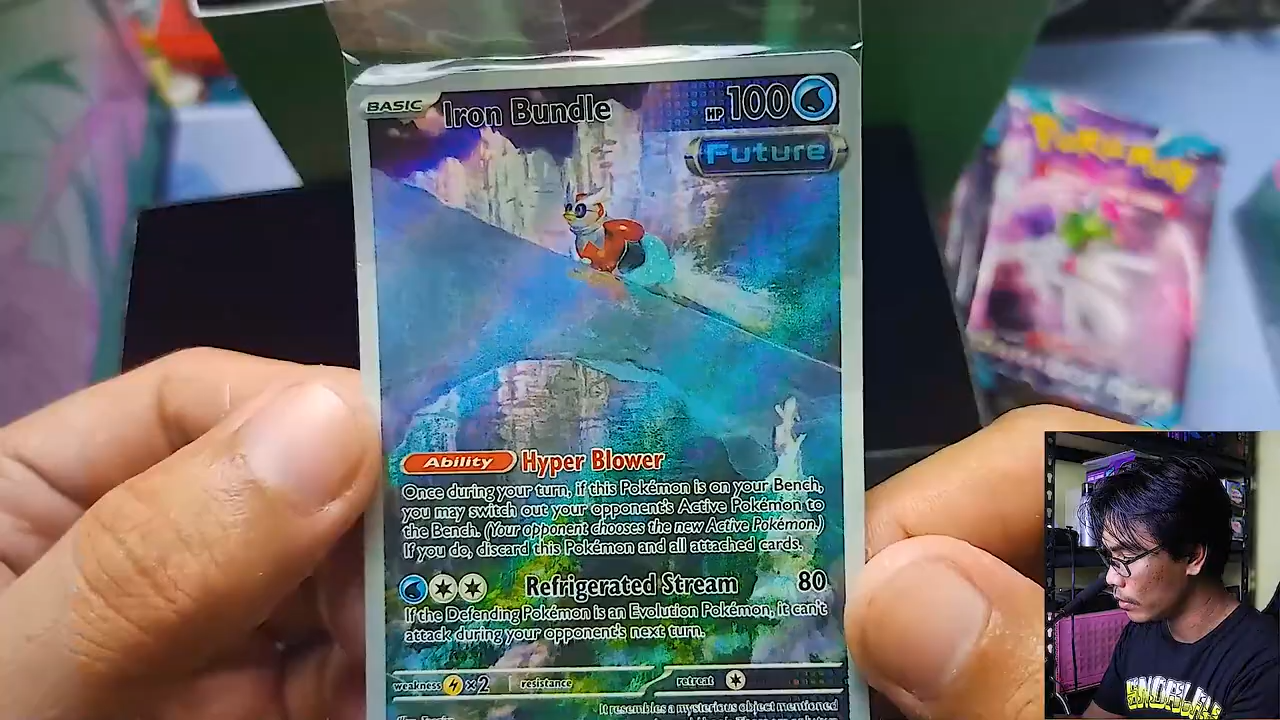 BASIC Iron Bundle HP 100
Future
Ability Hyper Blower
Once during your turn, if this Pokémon is on your Bench,
you may switch out your opponent's Active Pokémon to
the Bench. (Your opponent chooses the new Active Pokémon.)
If you do, discard this Pokémon and all attached cards.
Refrigerated Stream 80
If the Defending Pokémon is an Evolution Pokémon, it can't
attack during your opponent's next turn.
weakness ×2 resistance retreat
It resembles a mysterious object mentioned
POKÉMON